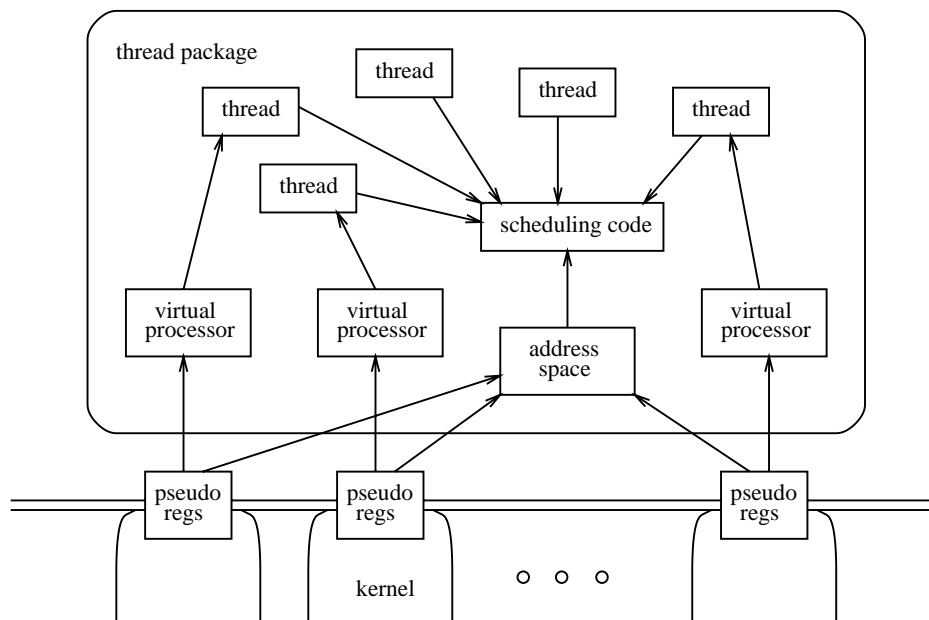 thread package
thread
thread
thread
thread
thread
scheduling code
virtual
processor
virtual
processor
virtual
processor
address
space
pseudo
regs
pseudo
regs
pseudo
regs
kernel